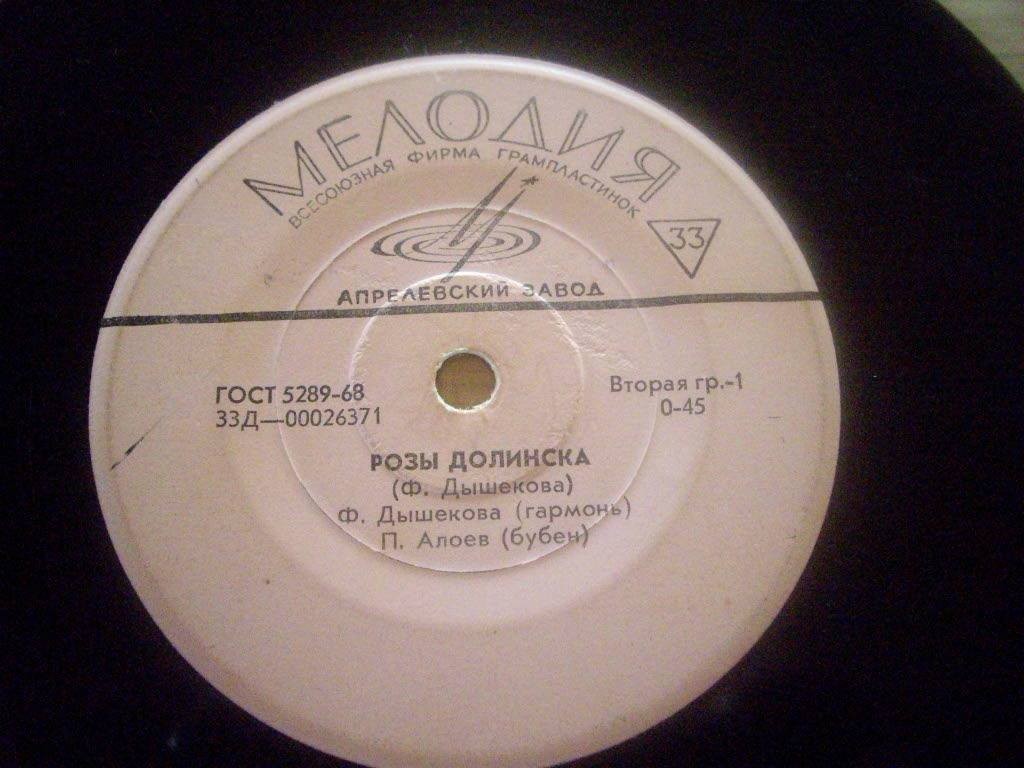 МЕЛОДИЯ
ВСЕСОЮЗНАЯ ФИРМА ГРАМПЛАСТИНОК
33
АПРЕЛЕВСКИЙ ЗАВОД
ГОСТ 5289-68
33Д—00026371
Вторая гр.-1
0-45
РОЗЫ ДОЛИНСКА
(Ф. Дышекова)
Ф. Дышекова (гармонь)
П. Алоев (бубен)